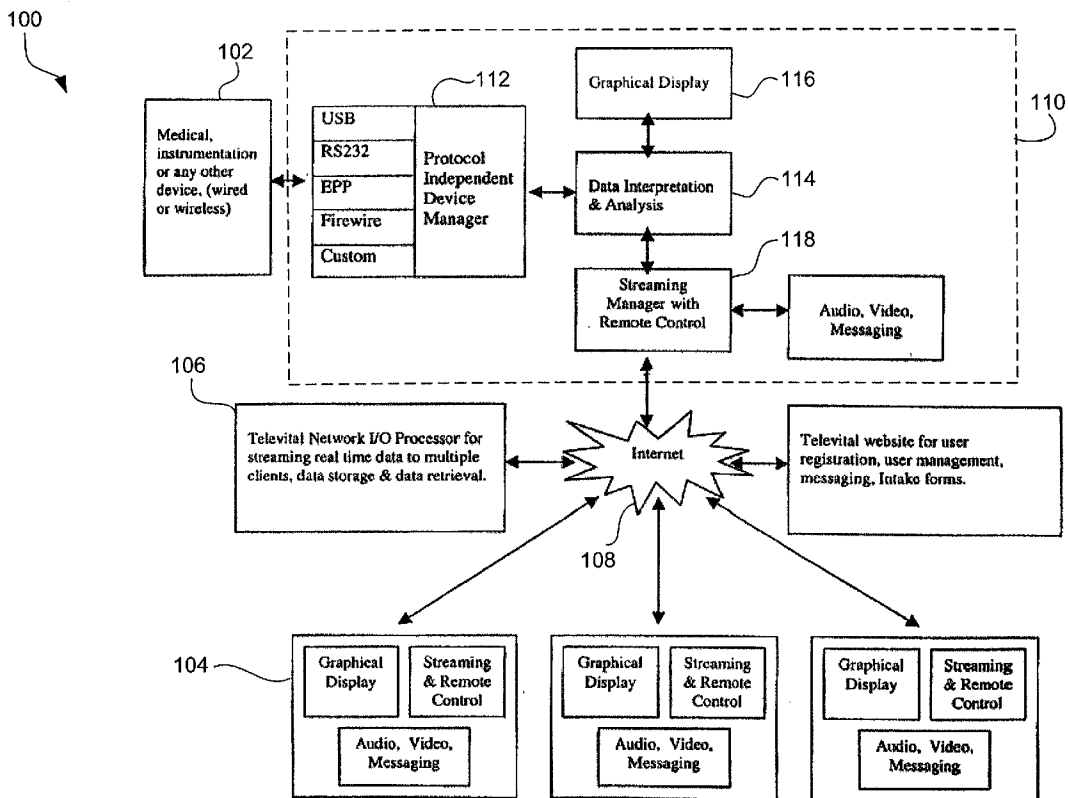 100
102
Medical,
instrumentation
or any other
device, (wired
or wireless)
112
USB
RS232
EPP
Firewire
Custom
Protocol
Independent
Device
Manager
Graphical Display
116
110
Data Interpretation
& Analysis
114
118
Streaming
Manager with
Remote Control
Audio, Video,
Messaging
106
Televital Network I/O Processor for
streaming real time data to multiple
clients, data storage & data retrieval.
Internet
108
Televital website for user
registration, user management,
messaging, Intake forms.
104
Graphical
Display
Streaming
& Remote
Control
Audio, Video,
Messaging
Graphical
Display
Streaming
& Remote
Control
Audio, Video,
Messaging
Graphical
Display
Streaming
& Remote
Control
Audio, Video,
Messaging